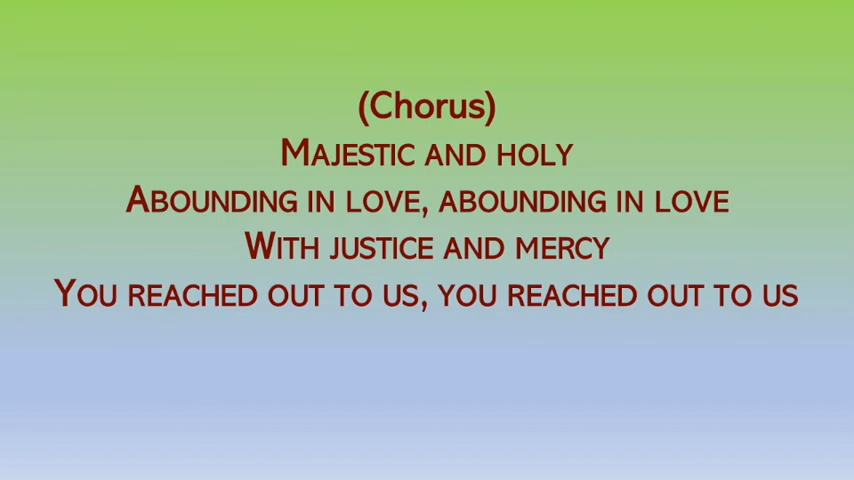 (Chorus)
Majestic and holy
Abounding in love, abounding in love
With justice and mercy
You reached out to us, you reached out to us